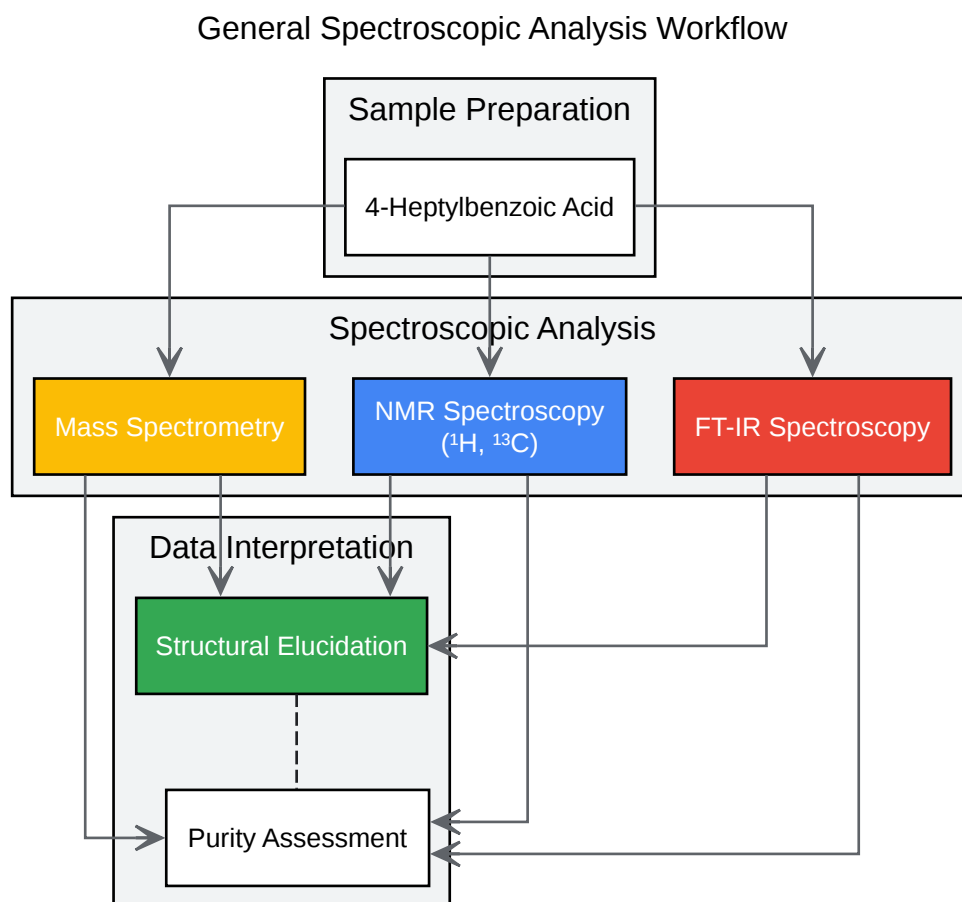 General Spectroscopic Analysis Workflow
Sample Preparation
4-Heptylbenzoic Acid
Spectroscopic Analysis
Mass Spectrometry
NMR Spectroscopy
(¹H, ¹³C)
FT-IR Spectroscopy
Data Interpretation
Structural Elucidation
Purity Assessment